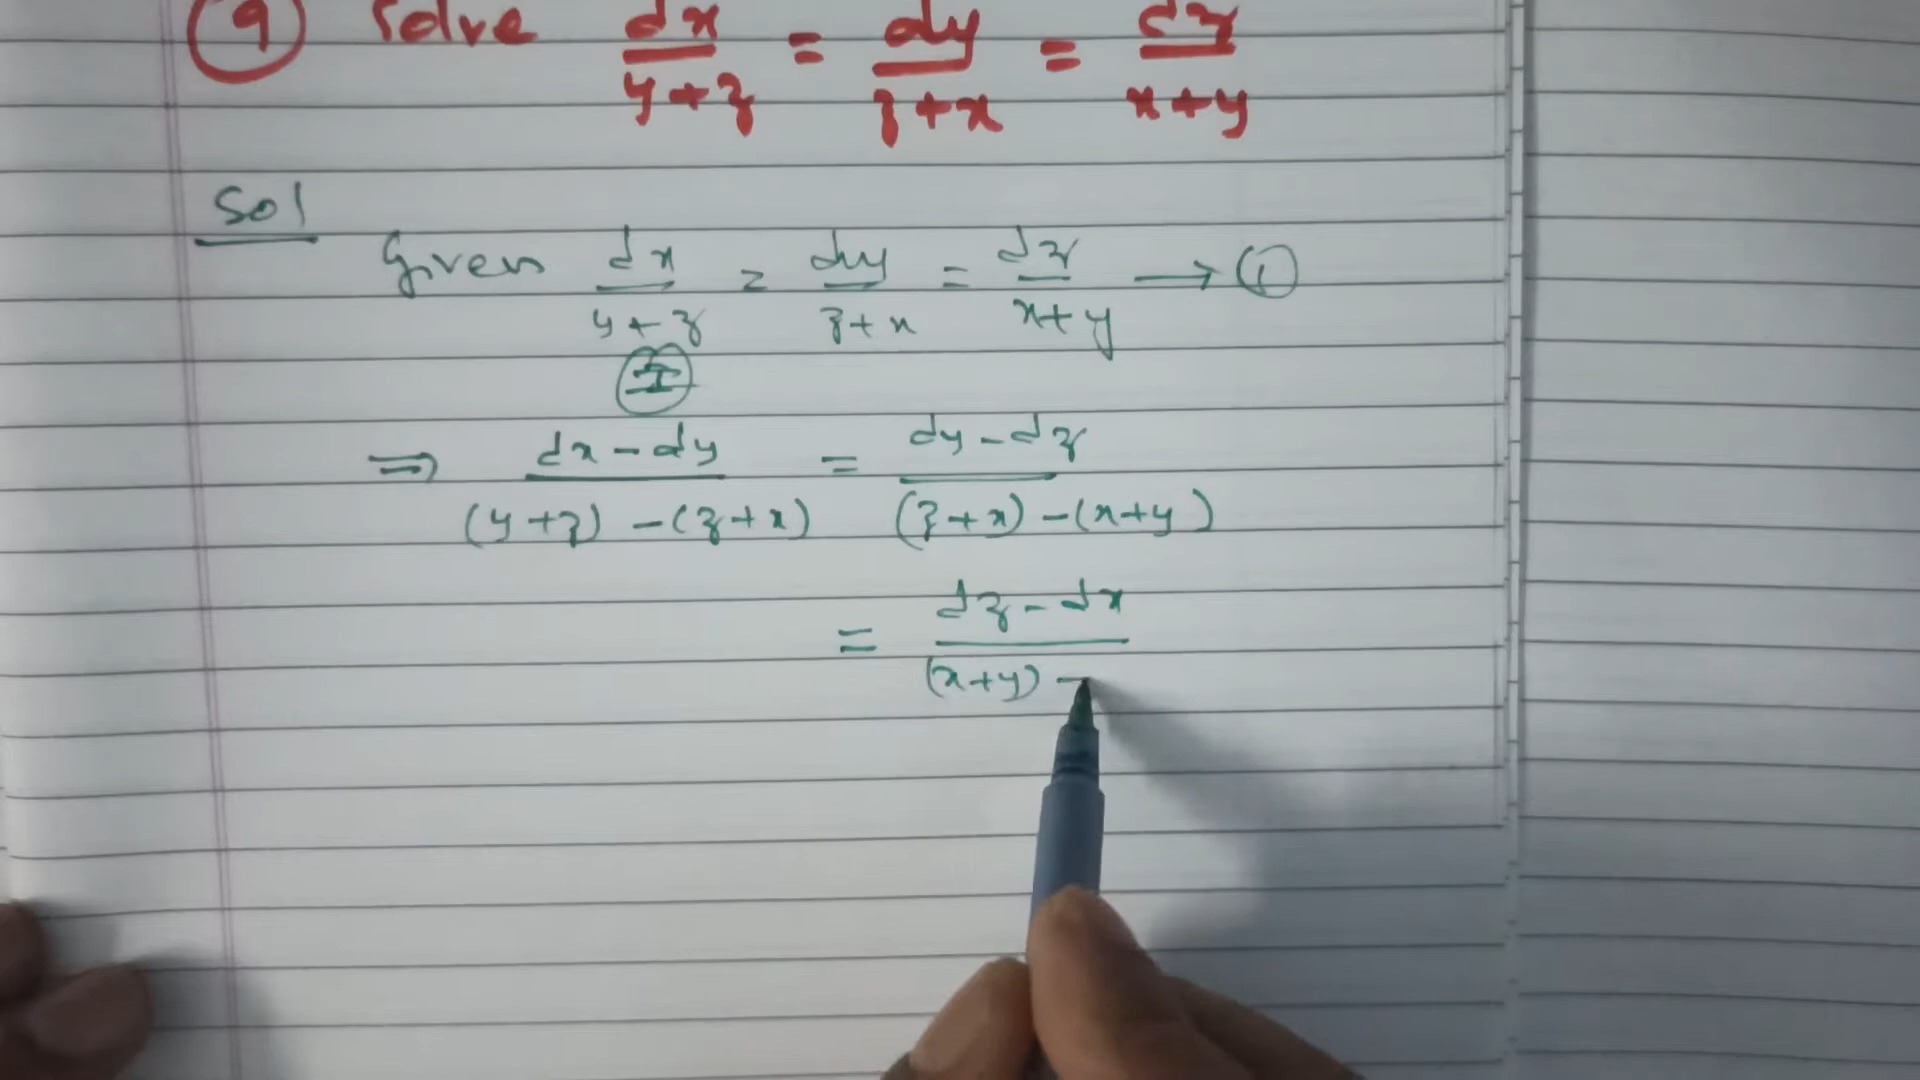 9 Solve dx/y+z = dy/z+x = dz/x+y
Sol
Given dx/y+z = dy/z+x = dz/x+y → 1
I
⇒ dx-dy/(y+z)-(z+x) = dy-dz/(z+x)-(x+y)
= dz-dx/(x+y)-